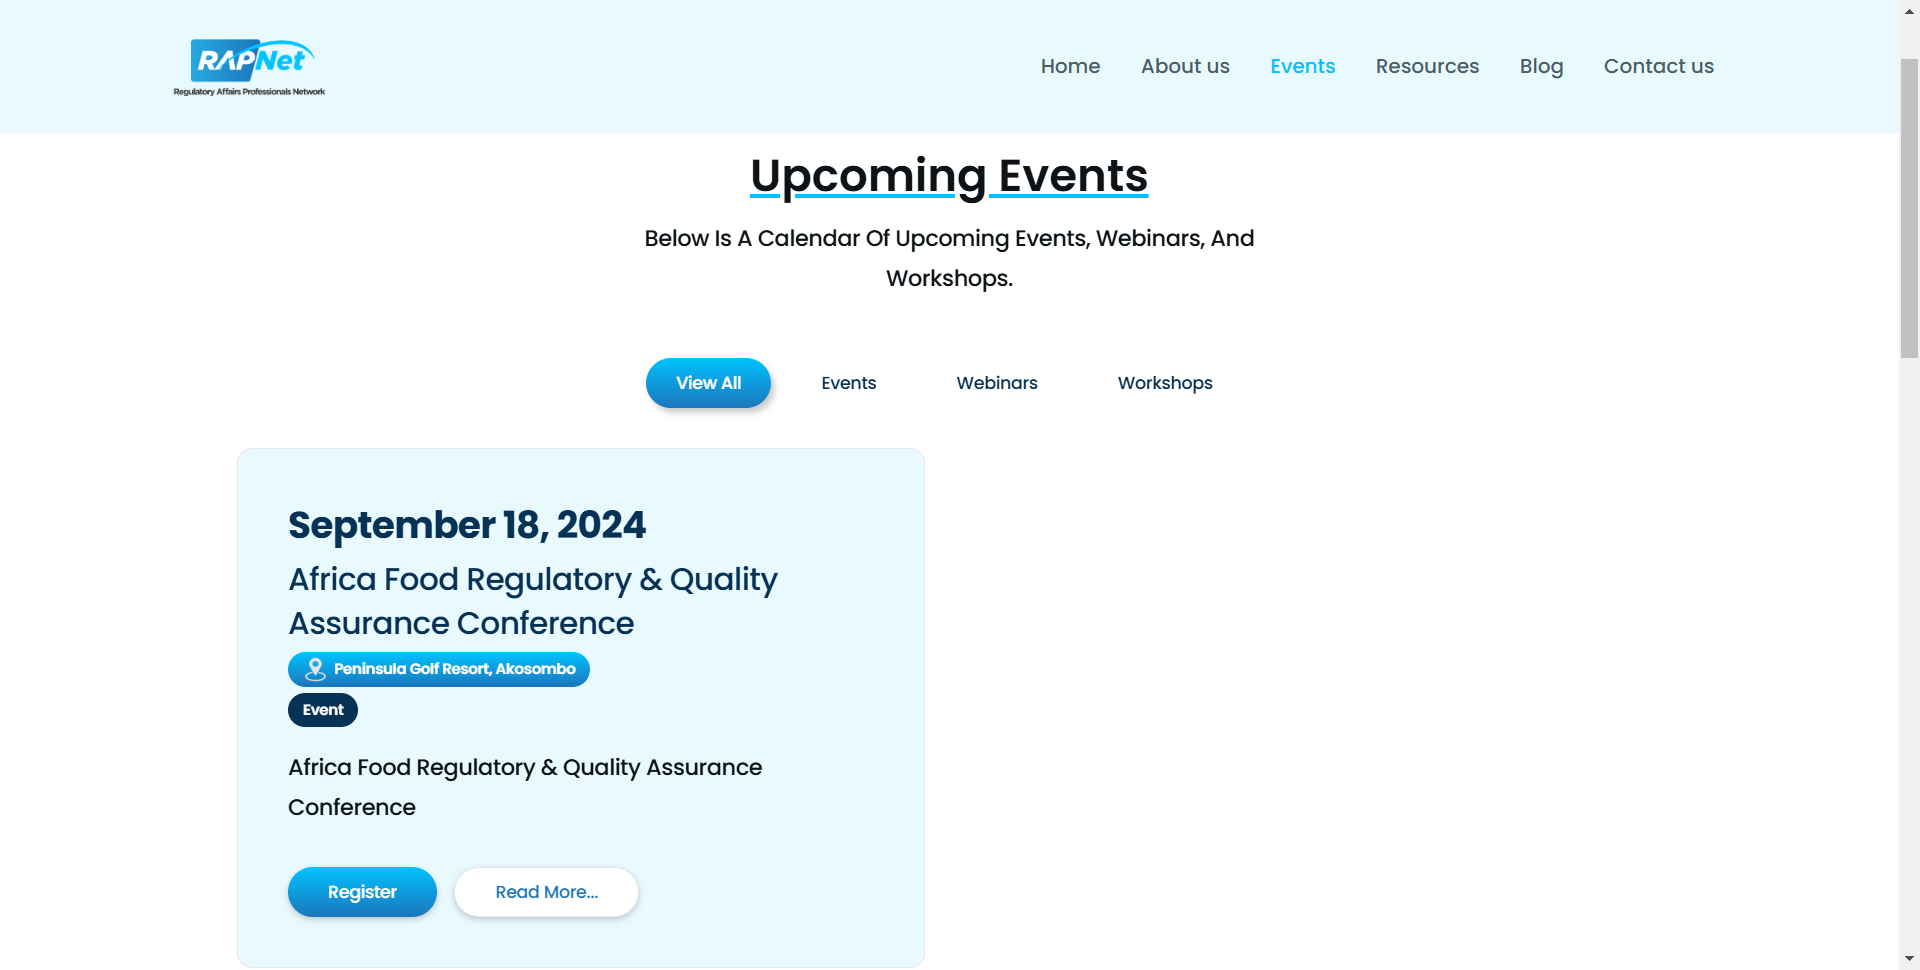 RAPNet
Regulatory Affairs Professionals Network
Home
About us
Events
Resources
Blog
Contact us
Upcoming Events
Below Is A Calendar Of Upcoming Events, Webinars, And
Workshops.
View All
Events
Webinars
Workshops
September 18, 2024
Africa Food Regulatory & Quality
Assurance Conference
Peninsula Golf Resort, Akosombo
Event
Africa Food Regulatory & Quality Assurance
Conference
Register
Read More...